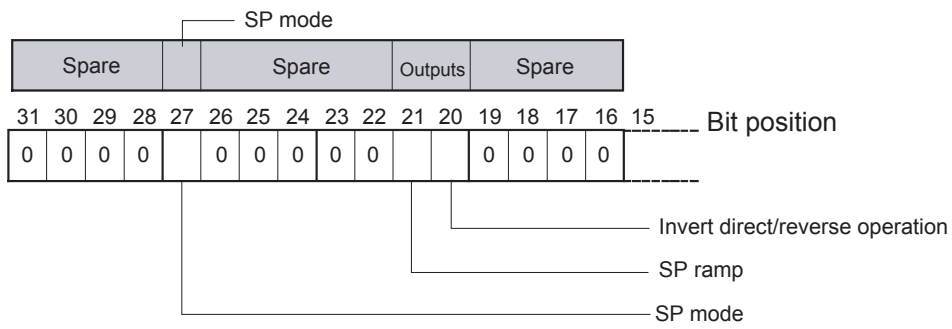 SP mode
Spare Spare Outputs Spare
31 30 29 28 27 26 25 24 23 22 21 20 19 18 17 16 15 Bit position
0 0 0 0 0 0 0 0 0 0 0 0 0
Invert direct/reverse operation
SP ramp
SP mode